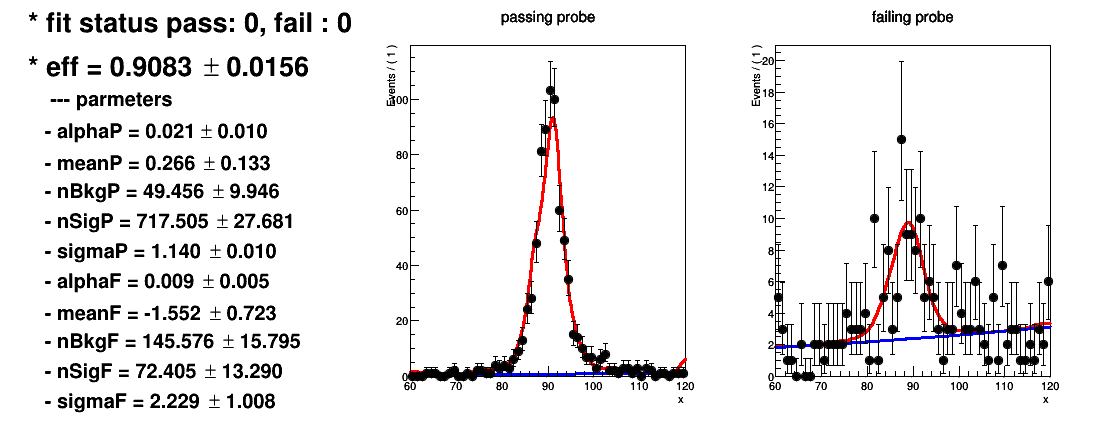 * fit status pass: 0, fail : 0
* eff = 0.9083 ± 0.0156
--- parmeters
- alphaP = 0.021 ± 0.010
- meanP = 0.266 ± 0.133
- nBkgP = 49.456 ± 9.946
- nSigP = 717.505 ± 27.681
- sigmaP = 1.140 ± 0.010
- alphaF = 0.009 ± 0.005
- meanF = -1.552 ± 0.723
- nBkgF = 145.576 ± 15.795
- nSigF = 72.405 ± 13.290
- sigmaF = 2.229 ± 1.008
passing probe
Events / ( 1 )
100
80
60
40
20
0
60 70 80 90 100 110 120
x
failing probe
Events / ( 1 )
20
18
16
14
12
10
8
6
4
2
0
60 70 80 90 100 110 120
x